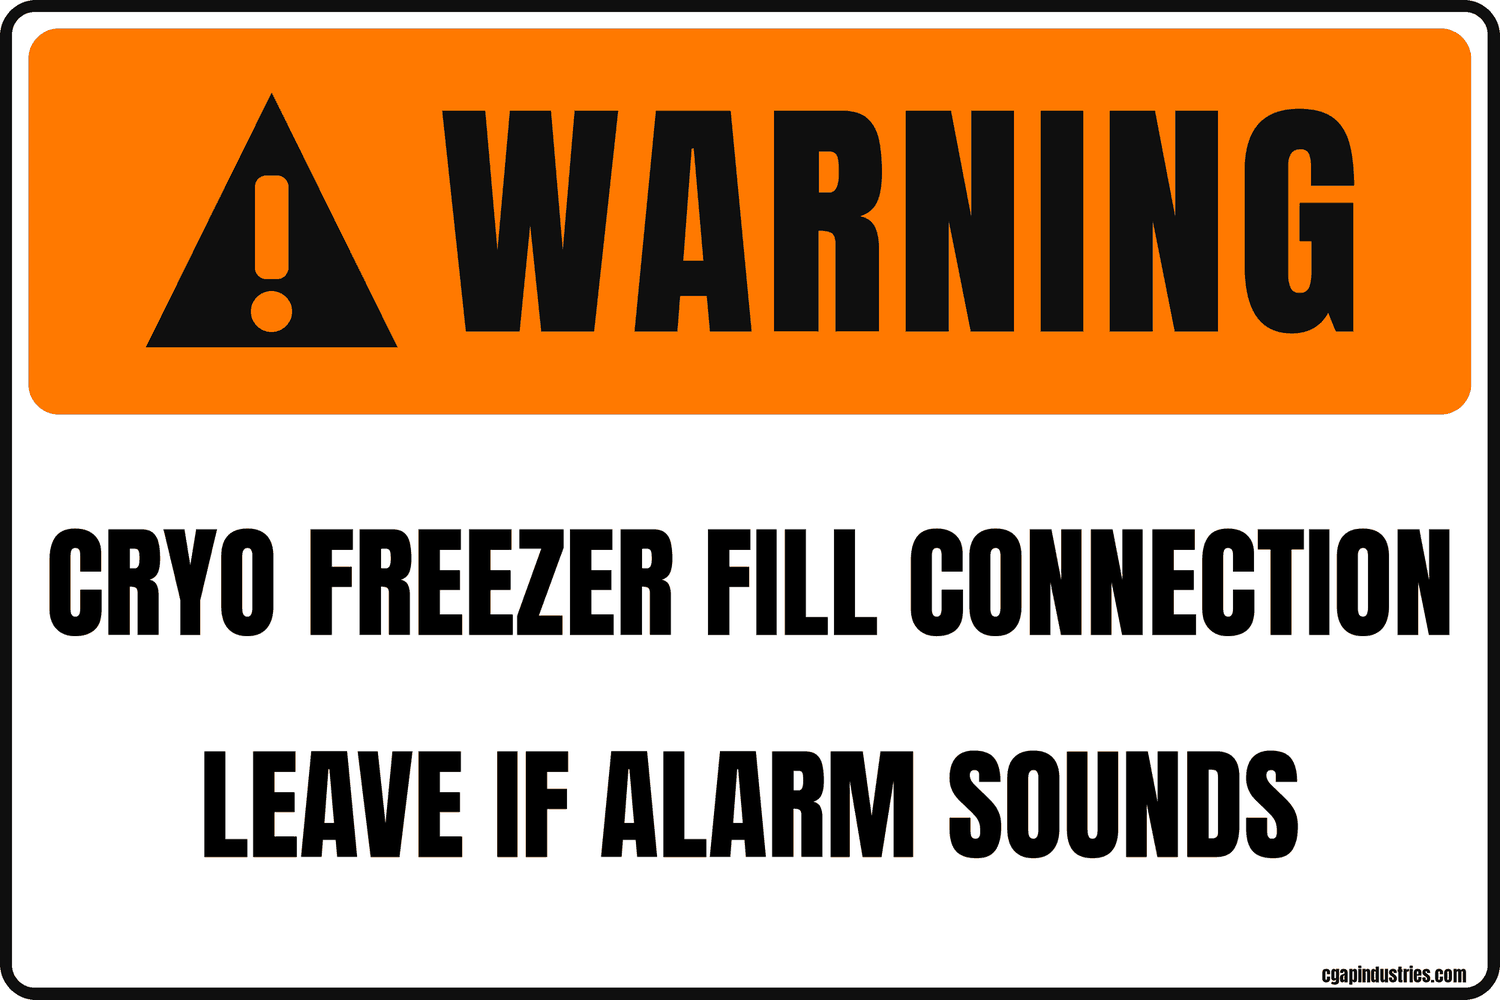 WARNING
CRYO FREEZER FILL CONNECTION
LEAVE IF ALARM SOUNDS
cgapindustries.com